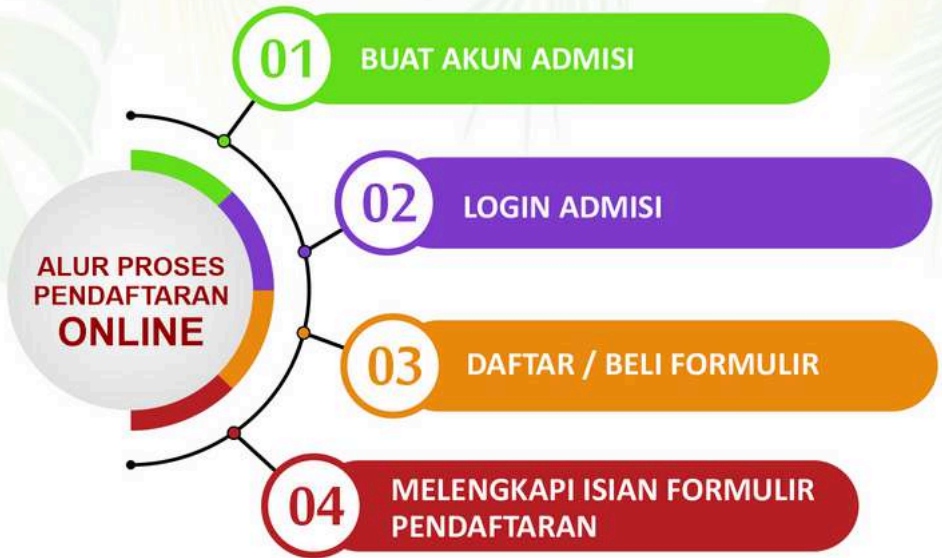 01
BUAT AKUN ADMISI
02
LOGIN ADMISI
ALUR PROSES
PENDAFTARAN
ONLINE
03
DAFTAR / BELI FORMULIR
04
MELENGKAPI ISIAN FORMULIR
PENDAFTARAN